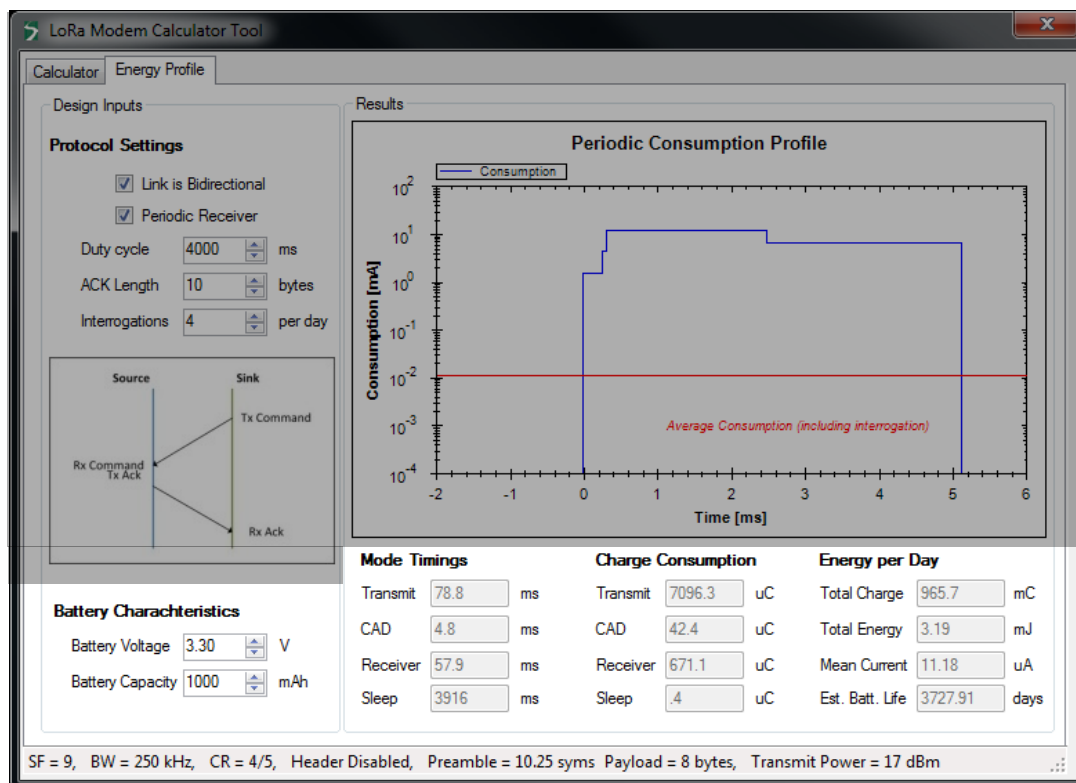 LoRa Modem Calculator Tool
Calculator
Energy Profile
Design Inputs
Protocol Settings
Link is Bidirectional
Periodic Receiver
Duty cycle 4000 ms
ACK Length 10 bytes
Interrogations 4 per day
Source Sink
Tx Command
Rx Command
Tx Ack
Rx Ack
Battery Charachteristics
Battery Voltage 3.30 V
Battery Capacity 1000 mAh
Results
Periodic Consumption Profile
Consumption
Consumption [mA]
10^2
10^1
10^0
10^-1
10^-2
10^-3
10^-4
Average Consumption (including interrogation)
-2 -1 0 1 2 3 4 5 6
Time [ms]
Mode Timings
Transmit 78.8 ms
CAD 4.8 ms
Receiver 57.9 ms
Sleep 3916 ms
Charge Consumption
Transmit 7096.3 uC
CAD 42.4 uC
Receiver 671.1 uC
Sleep .4 uC
Energy per Day
Total Charge 965.7 mC
Total Energy 3.19 mJ
Mean Current 11.18 uA
Est. Batt. Life 3727.91 days
SF = 9, BW = 250 kHz, CR = 4/5, Header Disabled, Preamble = 10.25 syms Payload = 8 bytes, Transmit Power = 17 dBm